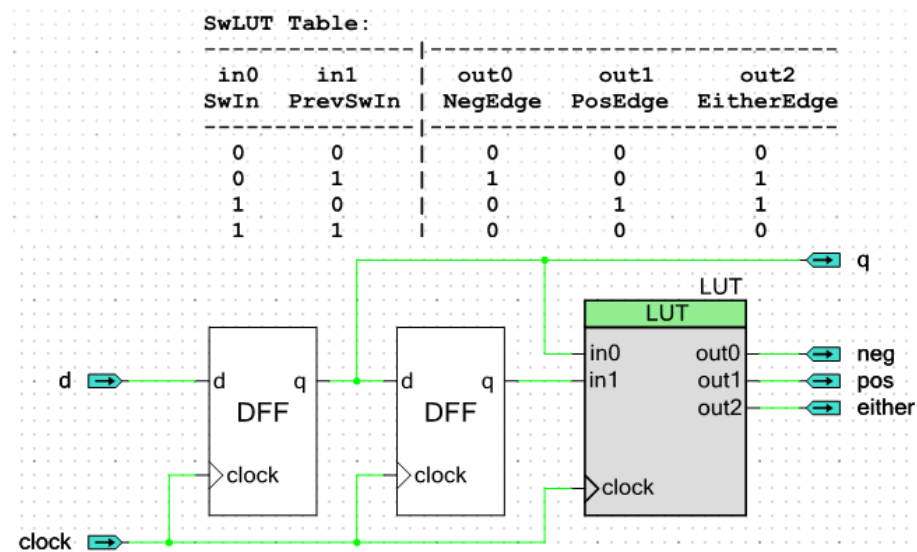 SwLUT Table:
in0 in1 | out0 out1 out2
SwIn PrevSwIn | NegEdge PosEdge EitherEdge
0 0 | 0 0 0
0 1 | 1 0 1
1 0 | 0 1 1
1 1 | 0 0 0
q
LUT
LUT
in0 out0 neg
d d q d q in1 out1 pos
DFF DFF out2 either
clock clock clock
clock